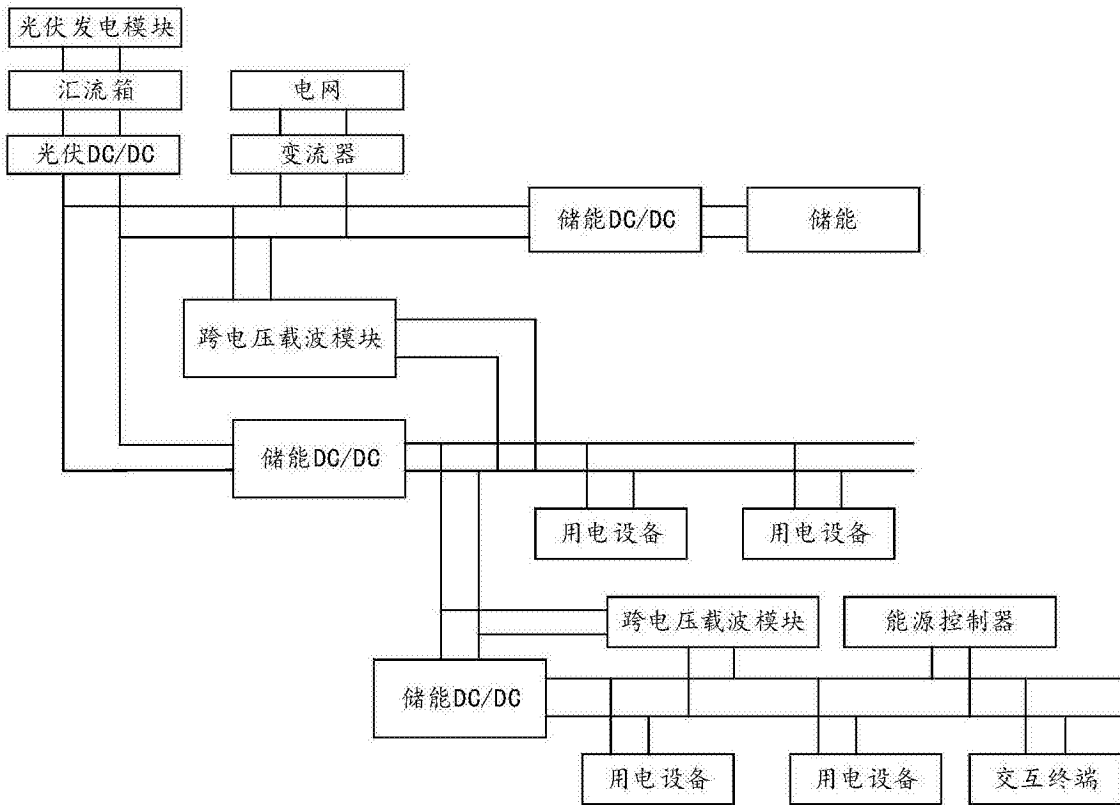 光伏发电模块
汇流箱
电网
光伏DC/DC
变流器
储能DC/DC
储能
跨电压载波模块
储能DC/DC
用电设备
用电设备
跨电压载波模块
能源控制器
储能DC/DC
用电设备
用电设备
交互终端